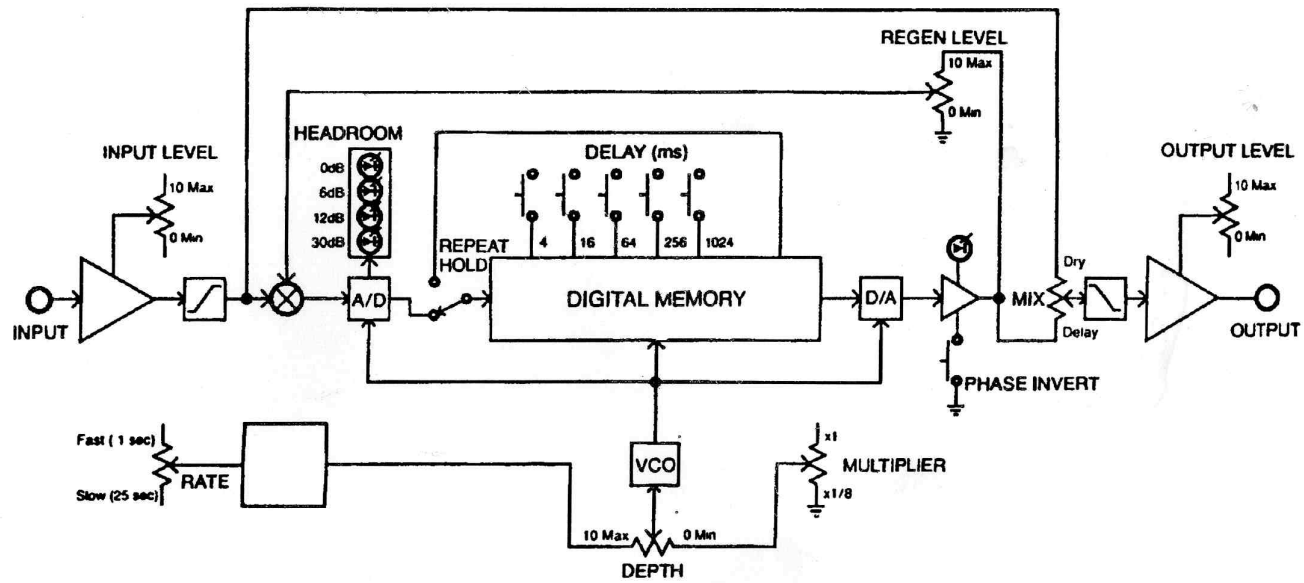 REGEN LEVEL
10 Max
0 Min
HEADROOM
0dB
6dB
12dB
30dB
INPUT LEVEL
10 Max
0 Min
DELAY (ms)
4
16
64
256
1024
OUTPUT LEVEL
10 Max
0 Min
REPEAT
HOLD
INPUT
A/D
DIGITAL MEMORY
D/A
Dry
MIX
Delay
OUTPUT
PHASE INVERT
Fast ( 1 sec)
RATE
Slow (25 sec)
VCO
x1
MULTIPLIER
x1/8
10 Max
0 Min
DEPTH